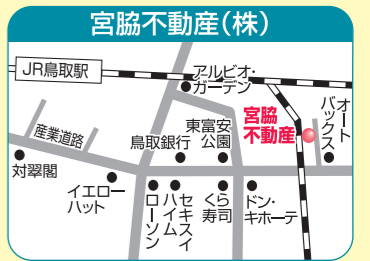 宮脇不動産(株)
JR鳥取駅
アルビオ・
ガーデン
産業道路
東富安
公園
鳥取銀行
宮脇
不動産
オート
バックス
対翠閣
イエロー
ハット
ローソン
セキスイ
ハイム
くら
寿司
ドン・
キホーテ